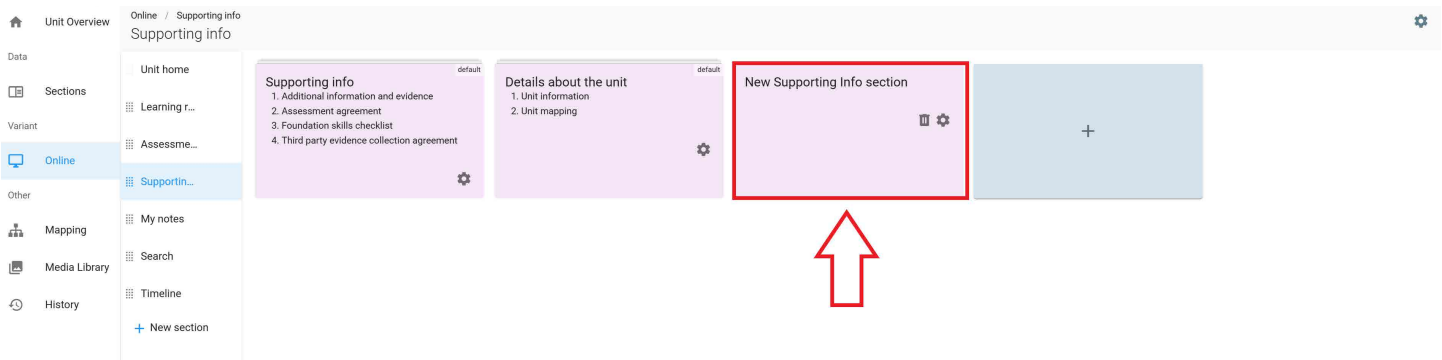 Unit Overview
Data
Sections
Variant
Online
Other
Mapping
Media Library
History
Online / Supporting info
Supporting info
Unit home
Learning r...
Assessme...
Supportin...
My notes
Search
Timeline
+ New section
default
Supporting info
1. Additional information and evidence
2. Assessment agreement
3. Foundation skills checklist
4. Third party evidence collection agreement
default
Details about the unit
1. Unit information
2. Unit mapping
New Supporting Info section
+